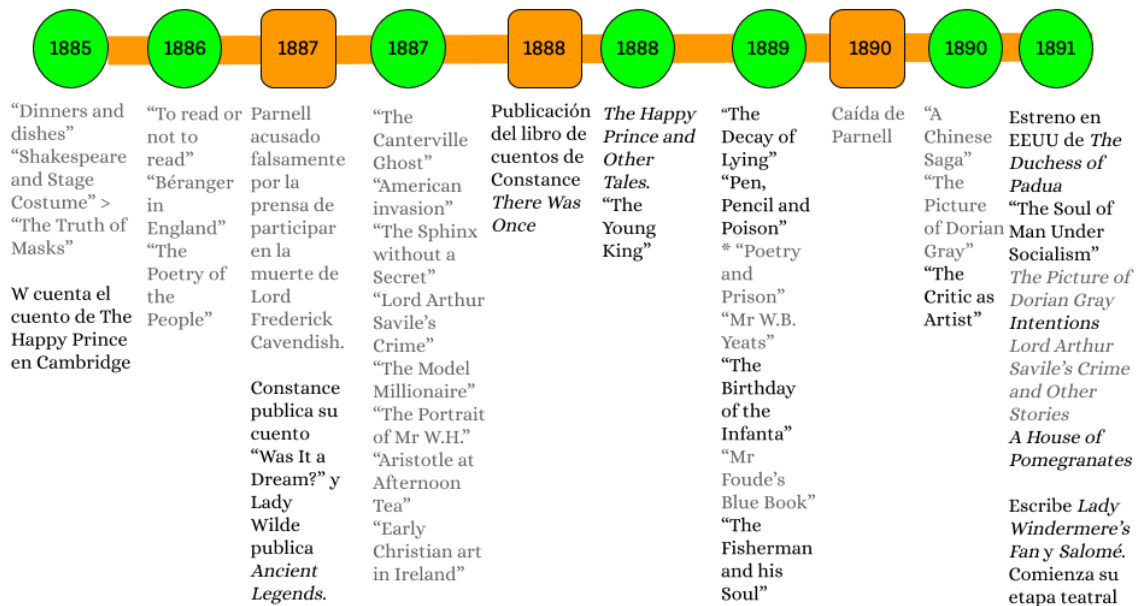 1885
1886
1887
1887
1888
1888
1889
1890
1890
1891
“Dinners and
dishes”
“Shakespeare
and Stage
Costume” >
“The Truth of
Masks”
W cuenta el
cuento de The
Happy Prince
en Cambridge
“To read or
not to
read”
“Béranger
in
England”
“The
Poetry of
the
People”
Parnell
acusado
falsamente
por la
prensa de
participar
en la
muerte de
Lord
Frederick
Cavendish.
Constance
publica su
cuento
“Was It a
Dream?” y
Lady
Wilde
publica
Ancient
Legends.
“The
Canterville
Ghost”
“American
invasion”
“The Sphinx
without a
Secret”
“Lord Arthur
Savile’s
Crime”
“The Model
Millionaire”
“The Portrait
of Mr W.H.”
“Aristotle at
Afternoon
Tea”
“Early
Christian art
in Ireland”
Publicación
del libro de
cuentos de
Constance
There Was
Once
The Happy
Prince and
Other
Tales.
“The
Young
King”
“The
Decay of
Lying”
“Pen,
Pencil and
Poison”
* “Poetry
and
Prison”
“Mr W.B.
Yeats”
“The
Birthday
of the
Infanta”
“Mr
Foude’s
Blue Book”
“The
Fisherman
and his
Soul”
Caída de
Parnell
“A
Chinese
Saga”
“The
Picture
of Dorian
Gray”
“The
Critic as
Artist”
Estreno en
EEUU de The
Duchess of
Padua
“The Soul of
Man Under
Socialism”
The Picture of
Dorian Gray
Intentions
Lord Arthur
Savile’s Crime
and Other
Stories
A House of
Pomegranates
Escribe Lady
Windermere’s
Fan y Salomé.
Comienza su
etapa teatral